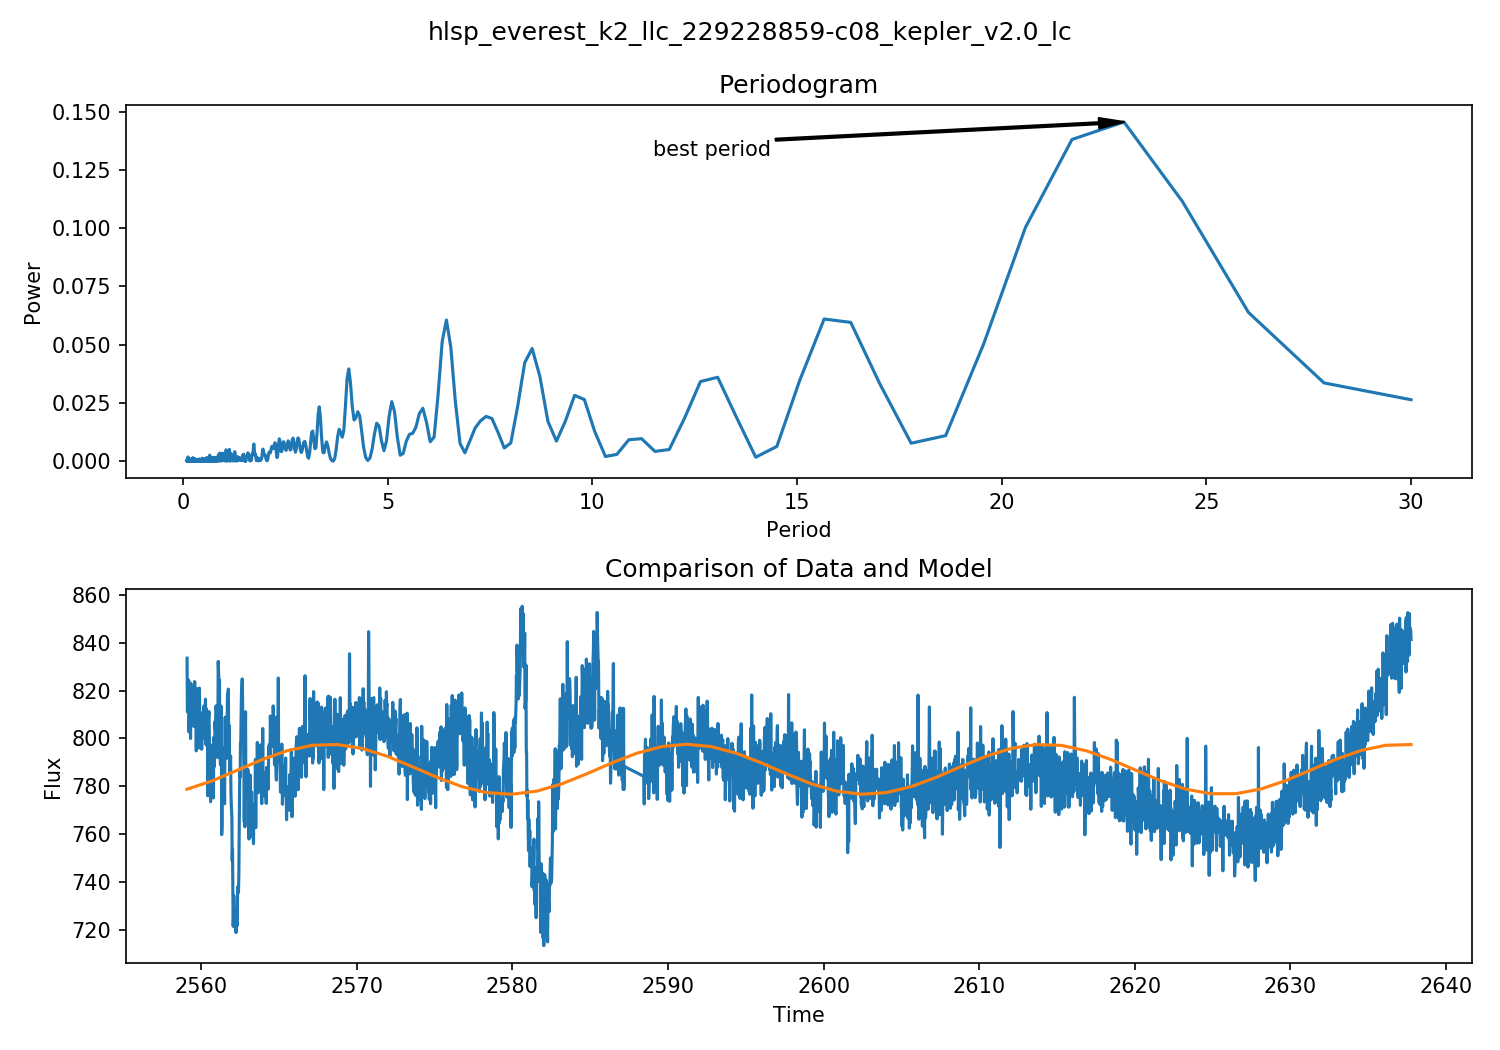 hlsp_everest_k2_llc_229228859-c08_kepler_v2.0_lc
Periodogram
0.150
0.125
0.100
0.075
0.050
0.025
0.000
Power
best period
0 5 10 15 20 25 30
Period
Comparison of Data and Model
860
840
820
800
780
760
740
720
Flux
2560 2570 2580 2590 2600 2610 2620 2630 2640
Time